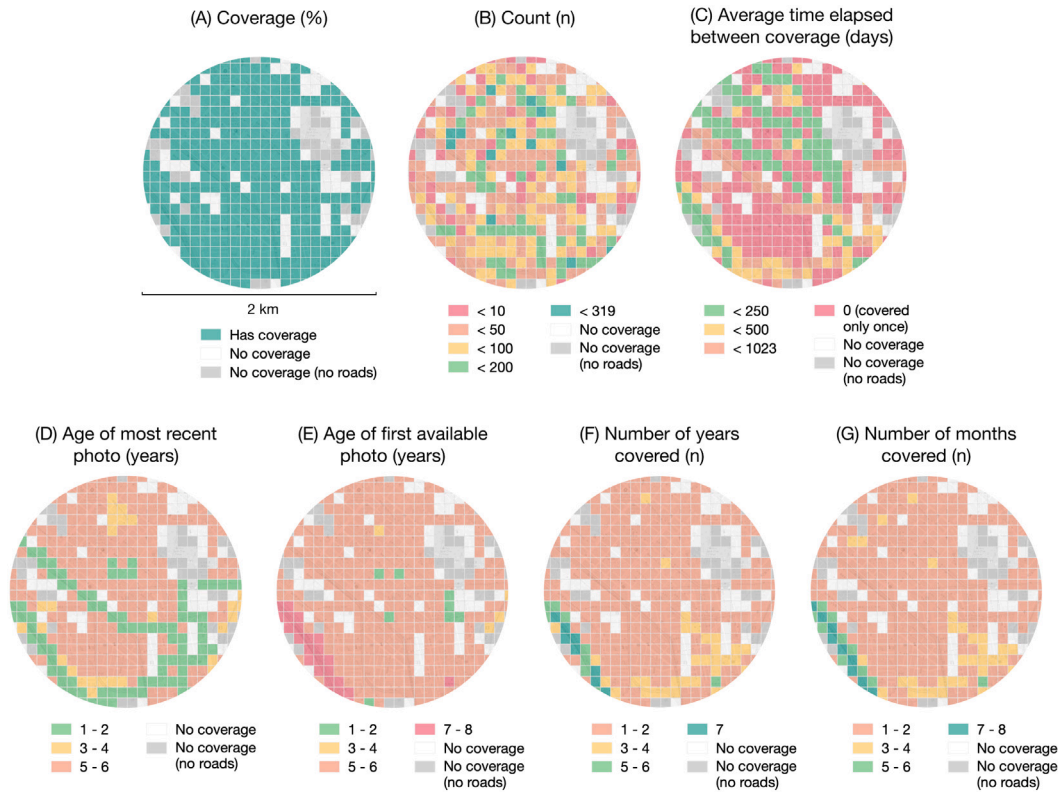 (A) Coverage (%)
(B) Count (n)
(C) Average time elapsed
between coverage (days)
2 km
Has coverage
No coverage
No coverage (no roads)
< 10
< 50
< 100
< 200
< 319
No coverage
No coverage
(no roads)
< 250
< 500
< 1023
0 (covered
only once)
No coverage
No coverage
(no roads)
(D) Age of most recent
photo (years)
(E) Age of first available
photo (years)
(F) Number of years
covered (n)
(G) Number of months
covered (n)
1 - 2
3 - 4
5 - 6
No coverage
No coverage
(no roads)
1 - 2
3 - 4
5 - 6
7 - 8
No coverage
No coverage
(no roads)
1 - 2
3 - 4
5 - 6
7
No coverage
No coverage
(no roads)
1 - 2
3 - 4
5 - 6
7 - 8
No coverage
No coverage
(no roads)